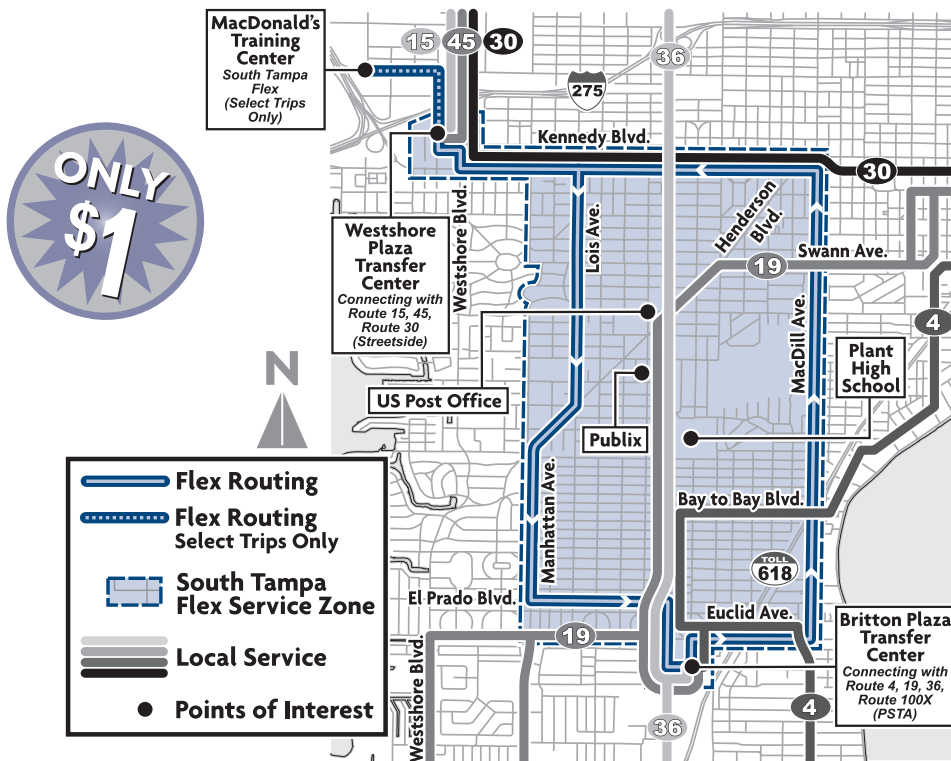 MacDonald's
Training
Center
South Tampa
Flex
(Select Trips
Only)
15
45
30
36
275
Kennedy Blvd.
30
ONLY
$1
Westshore
Plaza
Transfer
Center
Connecting with
Route 15, 45,
Route 30
(Streetside)
Westshore Blvd.
Lois Ave.
Henderson
Blvd.
Swann Ave.
19
4
MacDill Ave.
Plant
High
School
N
US Post Office
Publix
Flex Routing
Flex Routing
Select Trips Only
South Tampa
Flex Service Zone
Local Service
Points of Interest
Manhattan Ave.
Bay to Bay Blvd.
TOLL
618
El Prado Blvd.
Euclid Ave.
19
Westshore Blvd.
Britton Plaza
Transfer
Center
Connecting with
Route 4, 19, 36,
Route 100X
(PSTA)
36
4